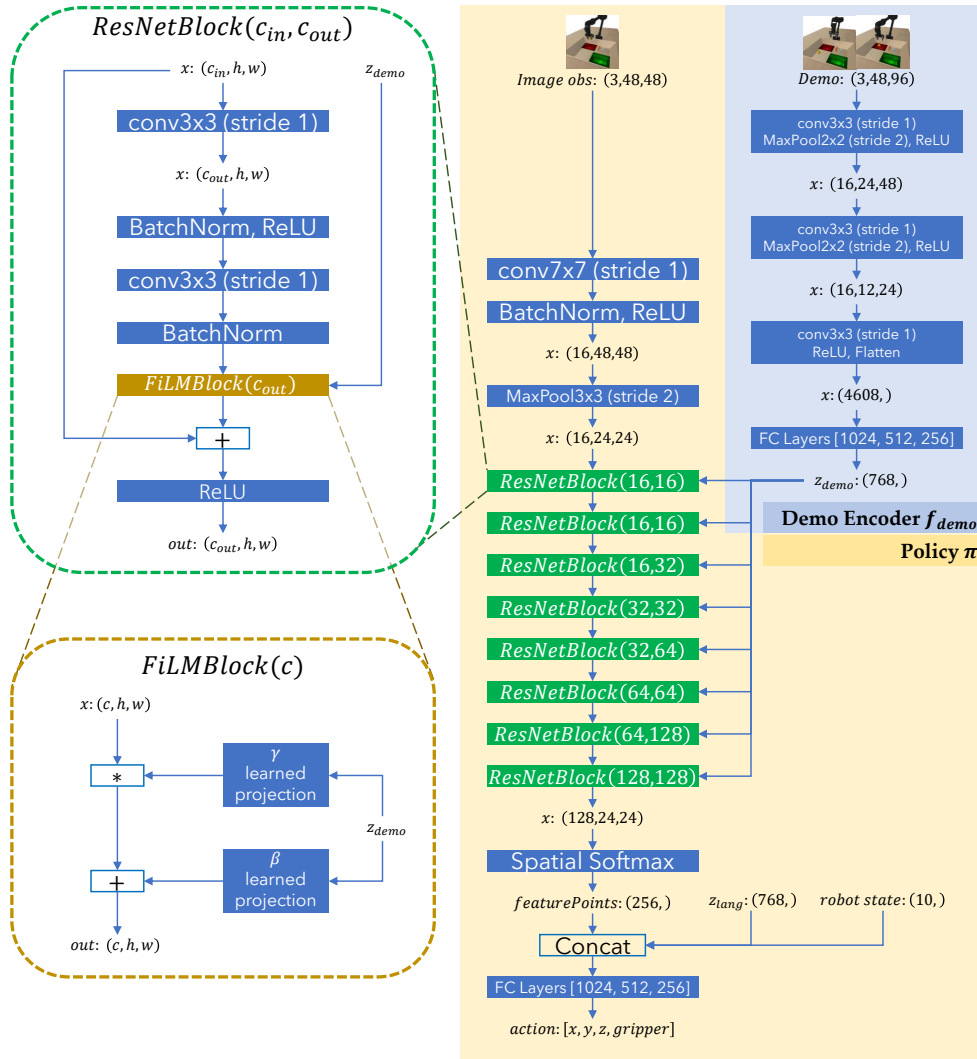 ResNetBlock(c_in, c_out)
x: (c_in, h, w)
z_demo
conv3x3 (stride 1)
x: (c_out, h, w)
BatchNorm, ReLU
conv3x3 (stride 1)
BatchNorm
FiLMBlock(c_out)
+
ReLU
out: (c_out, h, w)
FiLMBlock(c)
x: (c, h, w)
*
γ
learned
projection
z_demo
+
β
learned
projection
out: (c, h, w)
Image obs: (3,48,48)
conv7x7 (stride 1)
BatchNorm, ReLU
x: (16,48,48)
MaxPool3x3 (stride 2)
x: (16,24,24)
ResNetBlock(16,16)
ResNetBlock(16,16)
ResNetBlock(16,32)
ResNetBlock(32,32)
ResNetBlock(32,64)
ResNetBlock(64,64)
ResNetBlock(64,128)
ResNetBlock(128,128)
x: (128,24,24)
Spatial Softmax
featurePoints: (256, )
z_lang: (768, )
robot state: (10, )
Concat
FC Layers [1024, 512, 256]
action: [x, y, z, gripper]
Demo: (3,48,96)
conv3x3 (stride 1)
MaxPool2x2 (stride 2), ReLU
x: (16,24,48)
conv3x3 (stride 1)
MaxPool2x2 (stride 2), ReLU
x: (16,12,24)
conv3x3 (stride 1)
ReLU, Flatten
x: (4608, )
FC Layers [1024, 512, 256]
z_demo: (768, )
Demo Encoder f_demo
Policy π